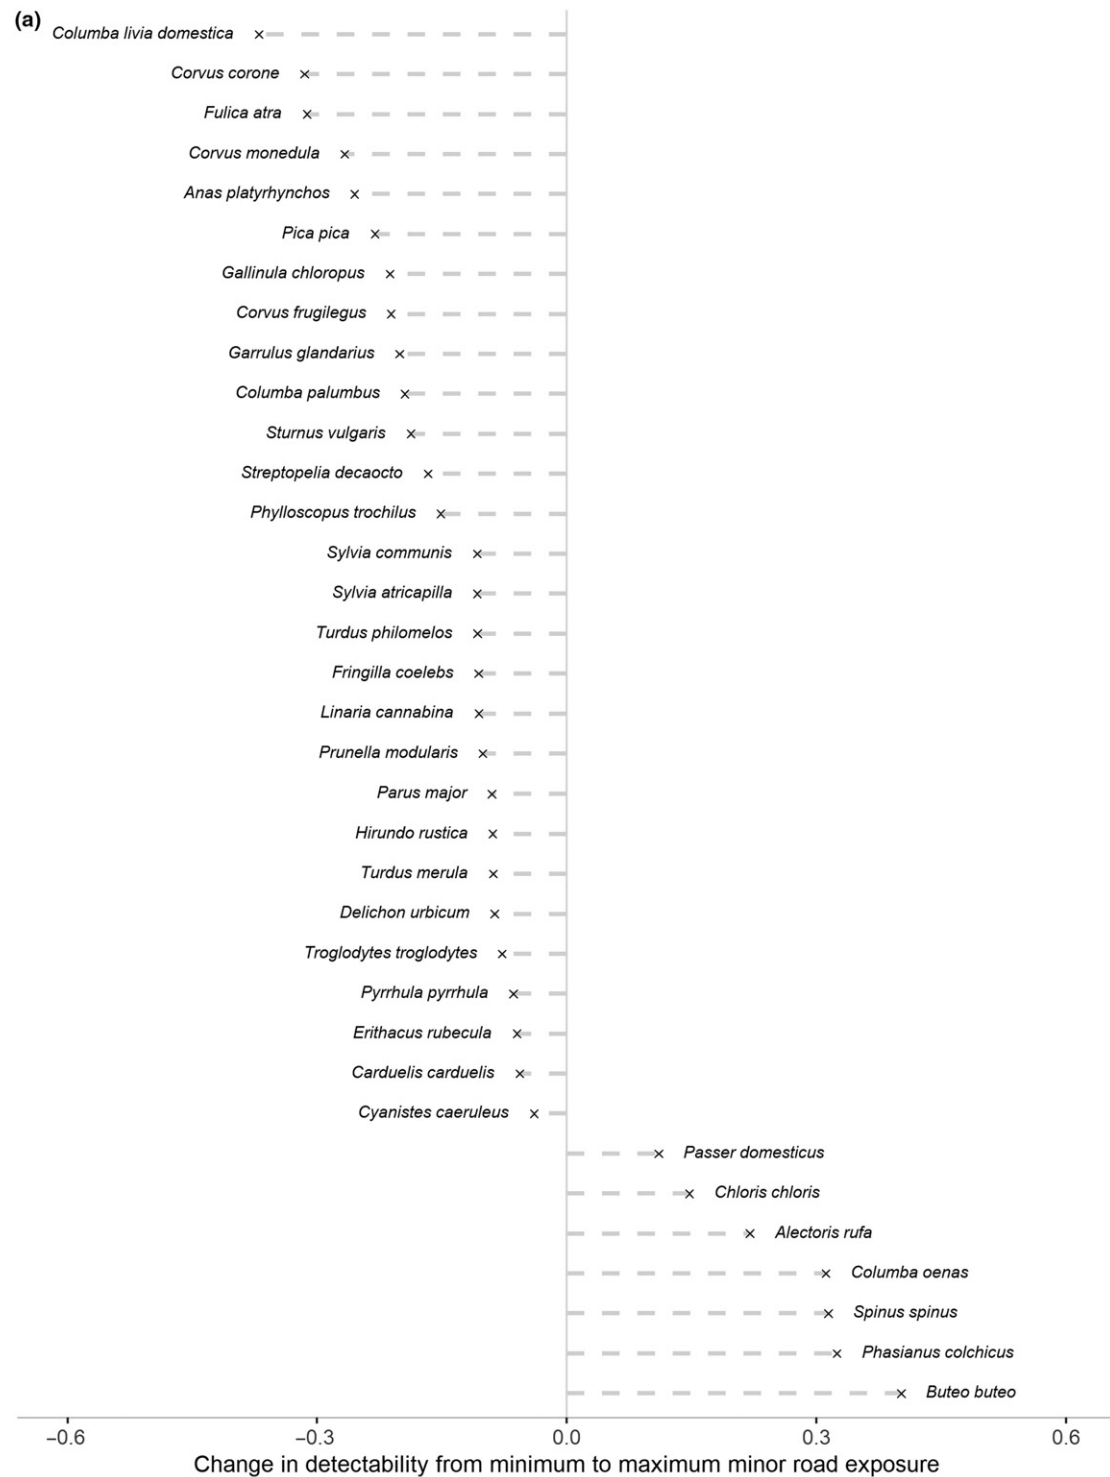 (a)
Columba livia domestica
Corvus corone
Fulica atra
Corvus monedula
Anas platyrhynchos
Pica pica
Gallinula chloropus
Corvus frugilegus
Garrulus glandarius
Columba palumbus
Sturnus vulgaris
Streptopelia decaocto
Phylloscopus trochilus
Sylvia communis
Sylvia atricapilla
Turdus philomelos
Fringilla coelebs
Linaria cannabina
Prunella modularis
Parus major
Hirundo rustica
Turdus merula
Delichon urbicum
Troglodytes troglodytes
Pyrrhula pyrrhula
Erithacus rubecula
Carduelis carduelis
Cyanistes caeruleus
Passer domesticus
Chloris chloris
Alectoris rufa
Columba oenas
Spinus spinus
Phasianus colchicus
Buteo buteo
−0.6 −0.3 0.0 0.3 0.6
Change in detectability from minimum to maximum minor road exposure